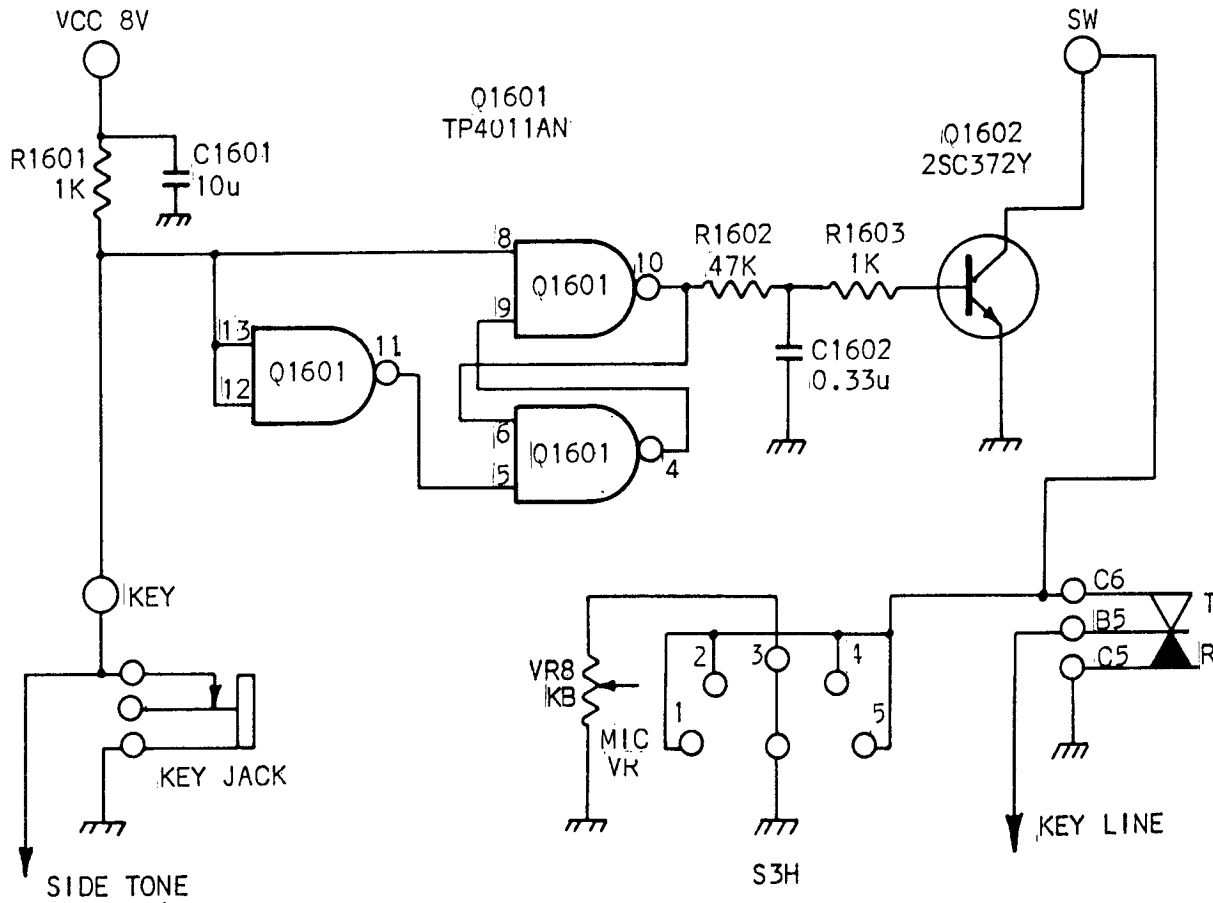 VCC 8V
SW
Q1601
TP4011AN
Q1602
2SC372Y
R1601
1K
C1601
10u
8
10
R1602
47K
R1603
1K
Q1601
9
13
11
12
Q1601
C1602
0.33u
6
Q1601
5
4
KEY
C6
T
B5
C5
R
2
3
4
VR8
KB
1
5
MIC
VR
KEY JACK
KEY LINE
S3H
SIDE TONE